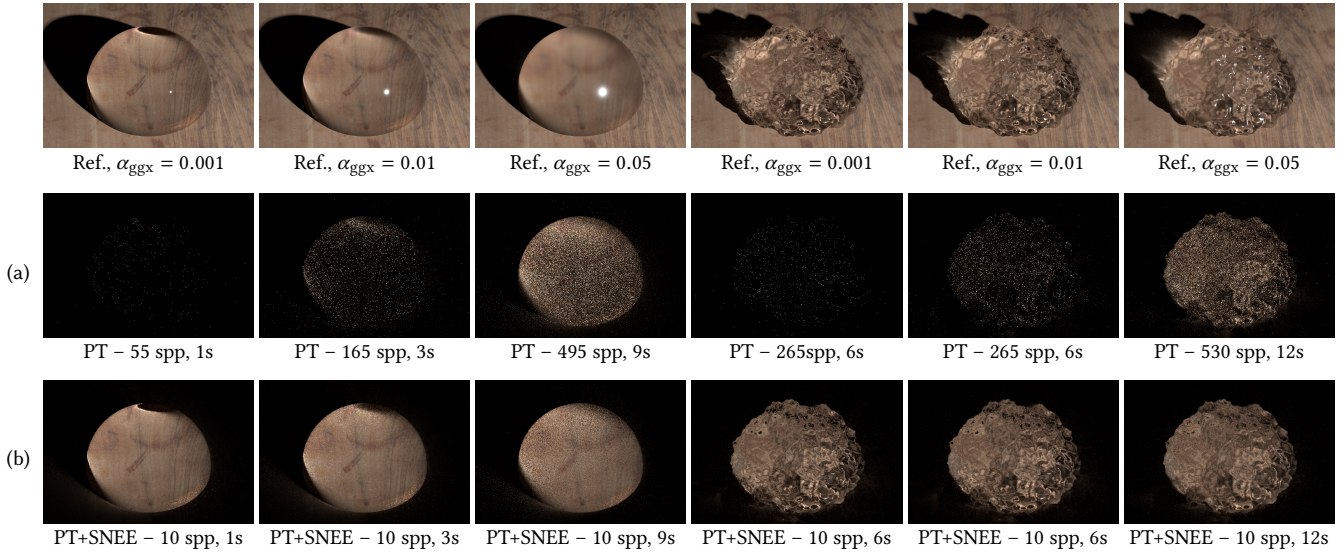 Ref., α_ggx = 0.001
Ref., α_ggx = 0.01
Ref., α_ggx = 0.05
Ref., α_ggx = 0.001
Ref., α_ggx = 0.01
Ref., α_ggx = 0.05
(a)
PT – 55 spp, 1s
PT – 165 spp, 3s
PT – 495 spp, 9s
PT – 265spp, 6s
PT – 265 spp, 6s
PT – 530 spp, 12s
(b)
PT+SNEE – 10 spp, 1s
PT+SNEE – 10 spp, 3s
PT+SNEE – 10 spp, 9s
PT+SNEE – 10 spp, 6s
PT+SNEE – 10 spp, 6s
PT+SNEE – 10 spp, 12s